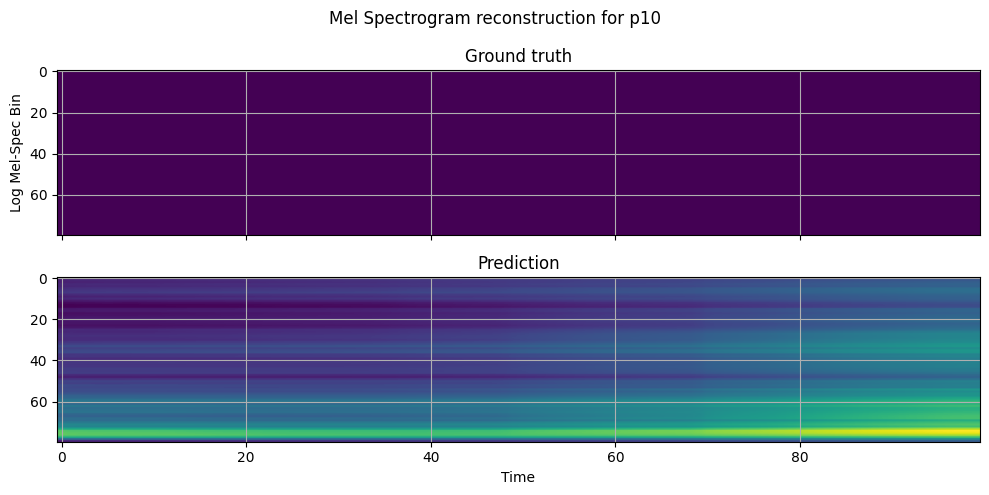 Mel Spectrogram reconstruction for p10
Ground truth
Log Mel-Spec Bin
0
20
40
60
Prediction
0
20
40
60
0 20 40 60 80
Time